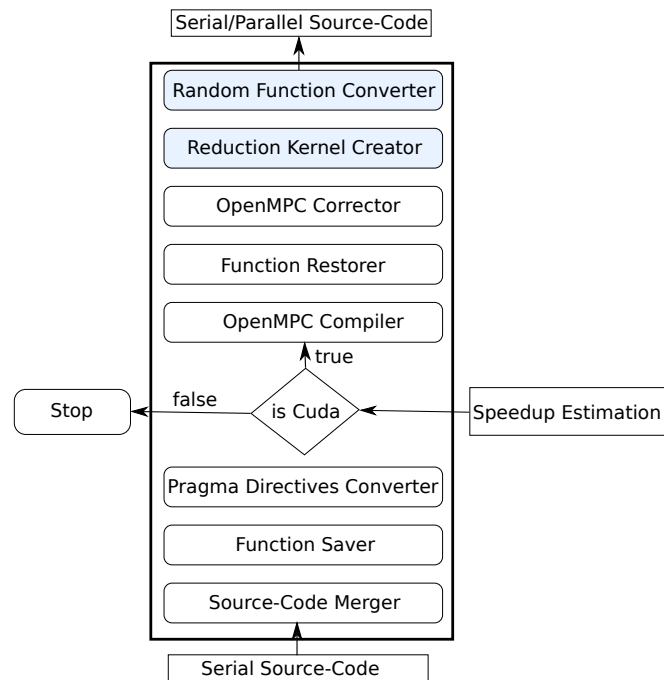 Serial/Parallel Source-Code
Random Function Converter
Reduction Kernel Creator
OpenMPC Corrector
Function Restorer
OpenMPC Compiler
true
false
Stop
is Cuda
Speedup Estimation
Pragma Directives Converter
Function Saver
Source-Code Merger
Serial Source-Code